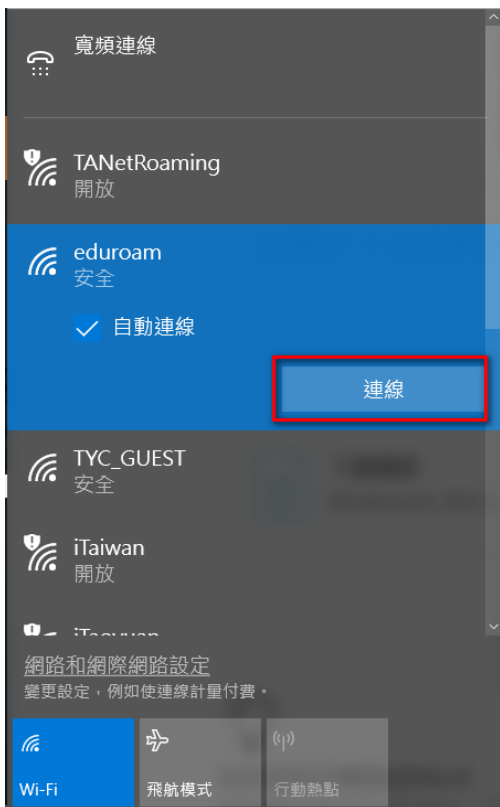 寬頻連線
TANetRoaming
開放
eduroam
安全
自動連線
連線
TYC_GUEST
安全
iTaiwan
開放
網路和網際網路設定
變更設定，例如使連線計量付費。
Wi-Fi
飛航模式
行動熱點